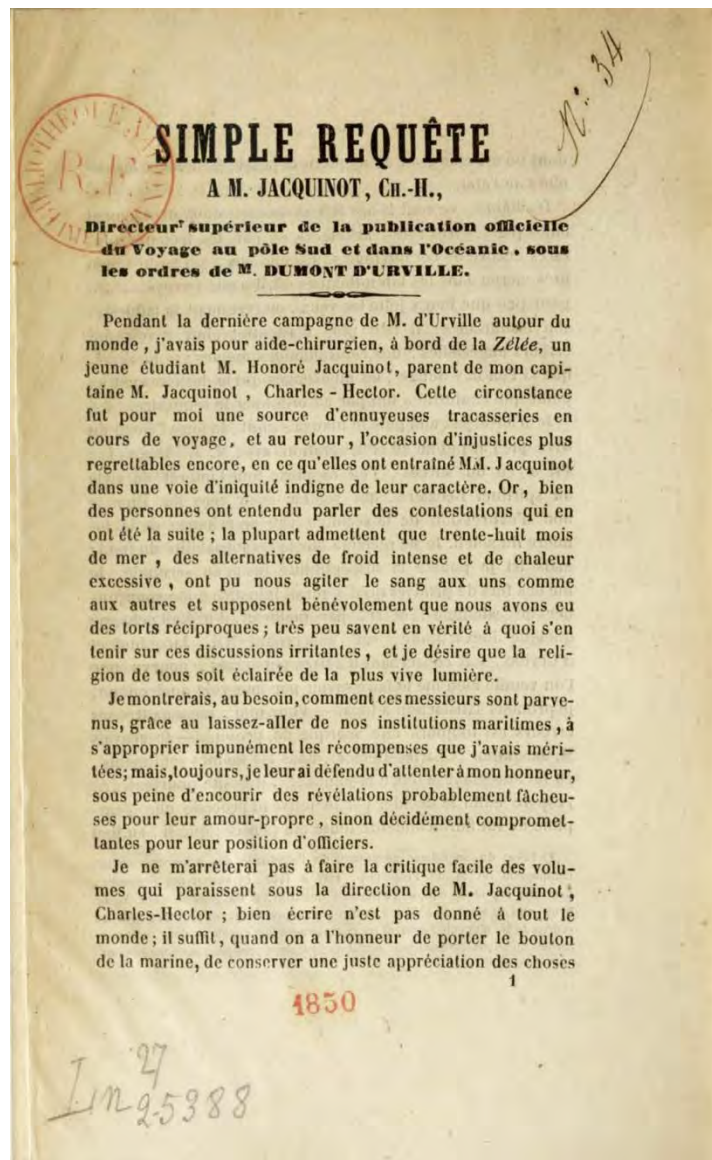 N° 34
SIMPLE REQUÊTE
A M. JACQUINOT, CH.-H.,
Directeurʳ supérieur de la publication officielle
du Voyage au pôle Sud et dans l'Océanie, sous
les ordres de M. DUMONT D'URVILLE.
Pendant la dernière campagne de M. d'Urville autour du
monde, j'avais pour aide-chirurgien, à bord de la Zélée, un
jeune étudiant M. Honoré Jacquinot, parent de mon capi-
taine M. Jacquinot, Charles-Hector. Cette circonstance
fut pour moi une source d'ennuyeuses tracasseries en
cours de voyage, et au retour, l'occasion d'injustices plus
regrettables encore, en ce qu'elles ont entraîné MM. Jacquinot
dans une voie d'iniquité indigne de leur caractère. Or, bien
des personnes ont entendu parler des contestations qui en
ont été la suite ; la plupart admettent que trente-huit mois
de mer, des alternatives de froid intense et de chaleur
excessive, ont pu nous agiter le sang aux uns comme
aux autres et supposent bénévolement que nous avons eu
des torts réciproques ; très peu savent en vérité à quoi s'en
tenir sur ces discussions irritantes, et je désire que la reli-
gion de tous soit éclairée de la plus vive lumière.
Je montrerais, au besoin, comment ces messieurs sont parve-
nus, grâce au laissez-aller de nos institutions maritimes, à
s'approprier impunément les récompenses que j'avais méri-
tées; mais, toujours, je leur ai défendu d'attenter à mon honneur,
sous peine d'encourir des révélations probablement fâcheu-
ses pour leur amour-propre, sinon décidément compromet-
tantes pour leur position d'officiers.
Je ne m'arrêterai pas à faire la critique facile des volu-
mes qui paraissent sous la direction de M. Jacquinot,
Charles-Hector ; bien écrire n'est pas donné à tout le
monde ; il suffit, quand on a l'honneur de porter le bouton
de la marine, de conserver une juste appréciation des choses
1
1850
Ln 27
25388